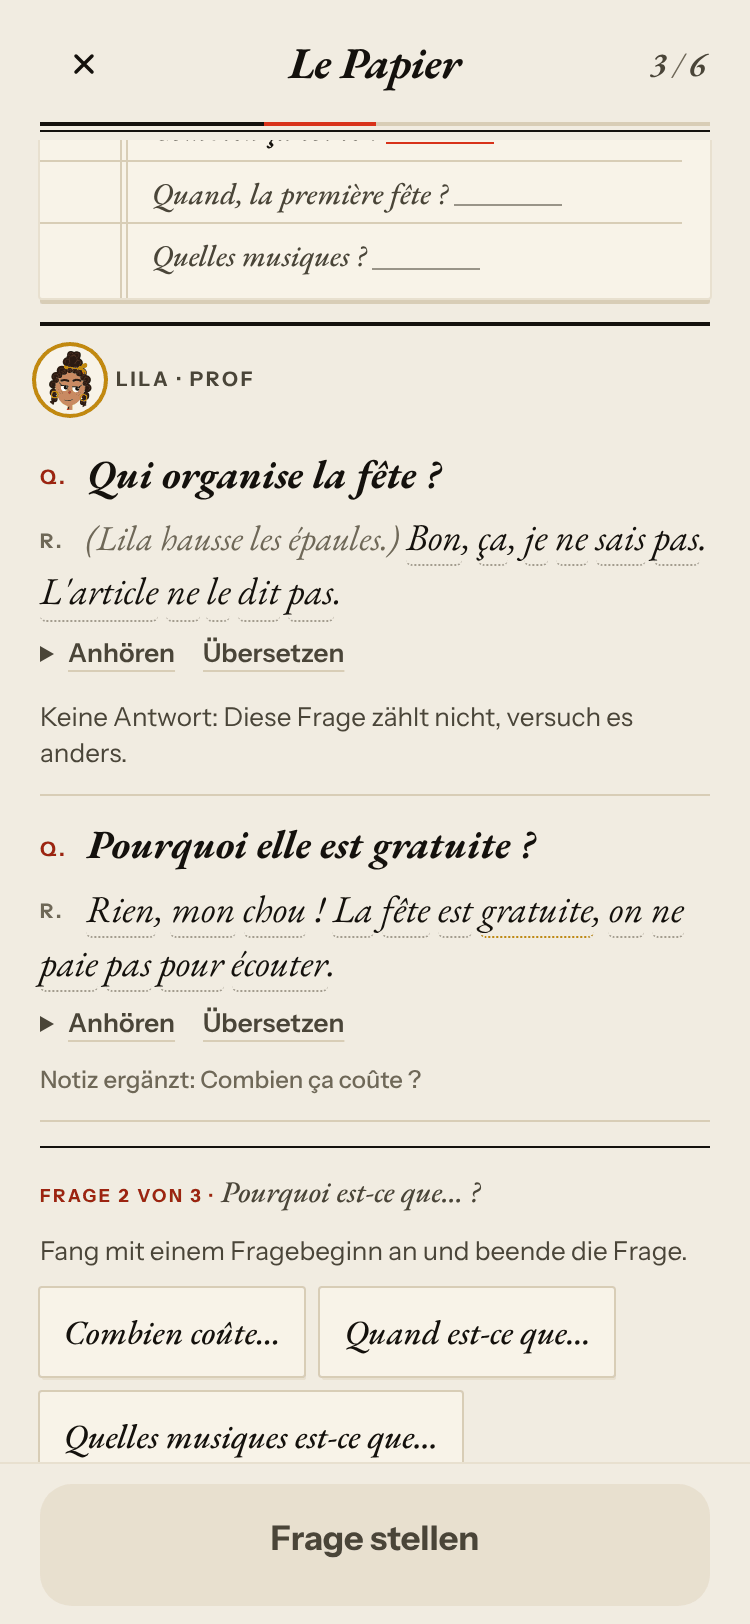 Le Papier
3 / 6
Quand, la première fête ?
Quelles musiques ?
LILA · PROF
Q. Qui organise la fête ?
R. (Lila hausse les épaules.) Bon, ça, je ne sais pas.
L'article ne le dit pas.
Anhören Übersetzen
Keine Antwort: Diese Frage zählt nicht, versuch es
anders.
Q. Pourquoi elle est gratuite ?
R. Rien, mon chou ! La fête est gratuite, on ne
paie pas pour écouter.
Anhören Übersetzen
Notiz ergänzt: Combien ça coûte ?
FRAGE 2 VON 3 · Pourquoi est-ce que... ?
Fang mit einem Fragebeginn an und beende die Frage.
Combien coûte... Quand est-ce que...
Quelles musiques est-ce que...
Frage stellen